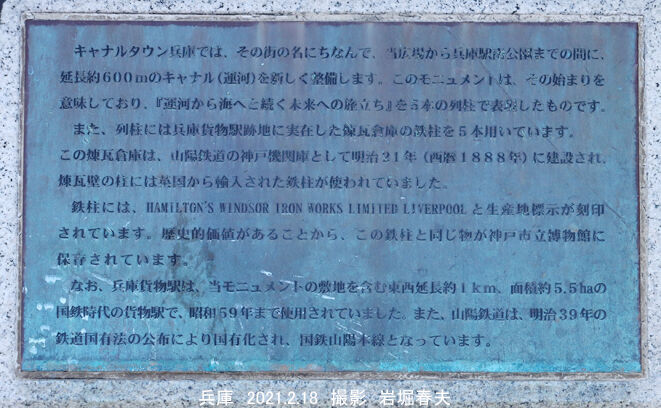 キャナルタウン兵庫では、その街の名にちなんで、当広場から兵庫駅南公園までの間に、
延長約600mのキャナル(運河)を新しく整備します。このモニュメントは、その始まりを
意味しており、『運河から海へと続く未来への旅立ち』を5本の列柱で表現したものです。
また、列柱には兵庫貨物駅跡地に実在した煉瓦倉庫の鉄柱を5本用いています。
この煉瓦倉庫は、山陽鉄道の神戸機関庫として明治21年(西暦1888年)に建設され、
煉瓦壁の柱には英国から輸入された鉄柱が使われていました。
鉄柱には、HAMILTON'S WINDSOR IRON WORKS LIMITED LIVERPOOLと生産地標示が刻印
されています。歴史的価値があることから、この鉄柱と同じ物が神戸市立博物館に
保存されています。
なお、兵庫貨物駅は、当モニュメントの敷地を含む東西延長約1km、面積約5.5haの
国鉄時代の貨物駅で、昭和59年まで使用されていました。また、山陽鉄道は、明治39年の
鉄道国有法の公布により国有化され、国鉄山陽本線となっています。
兵庫 2021.2.18 撮影 岩堀春夫